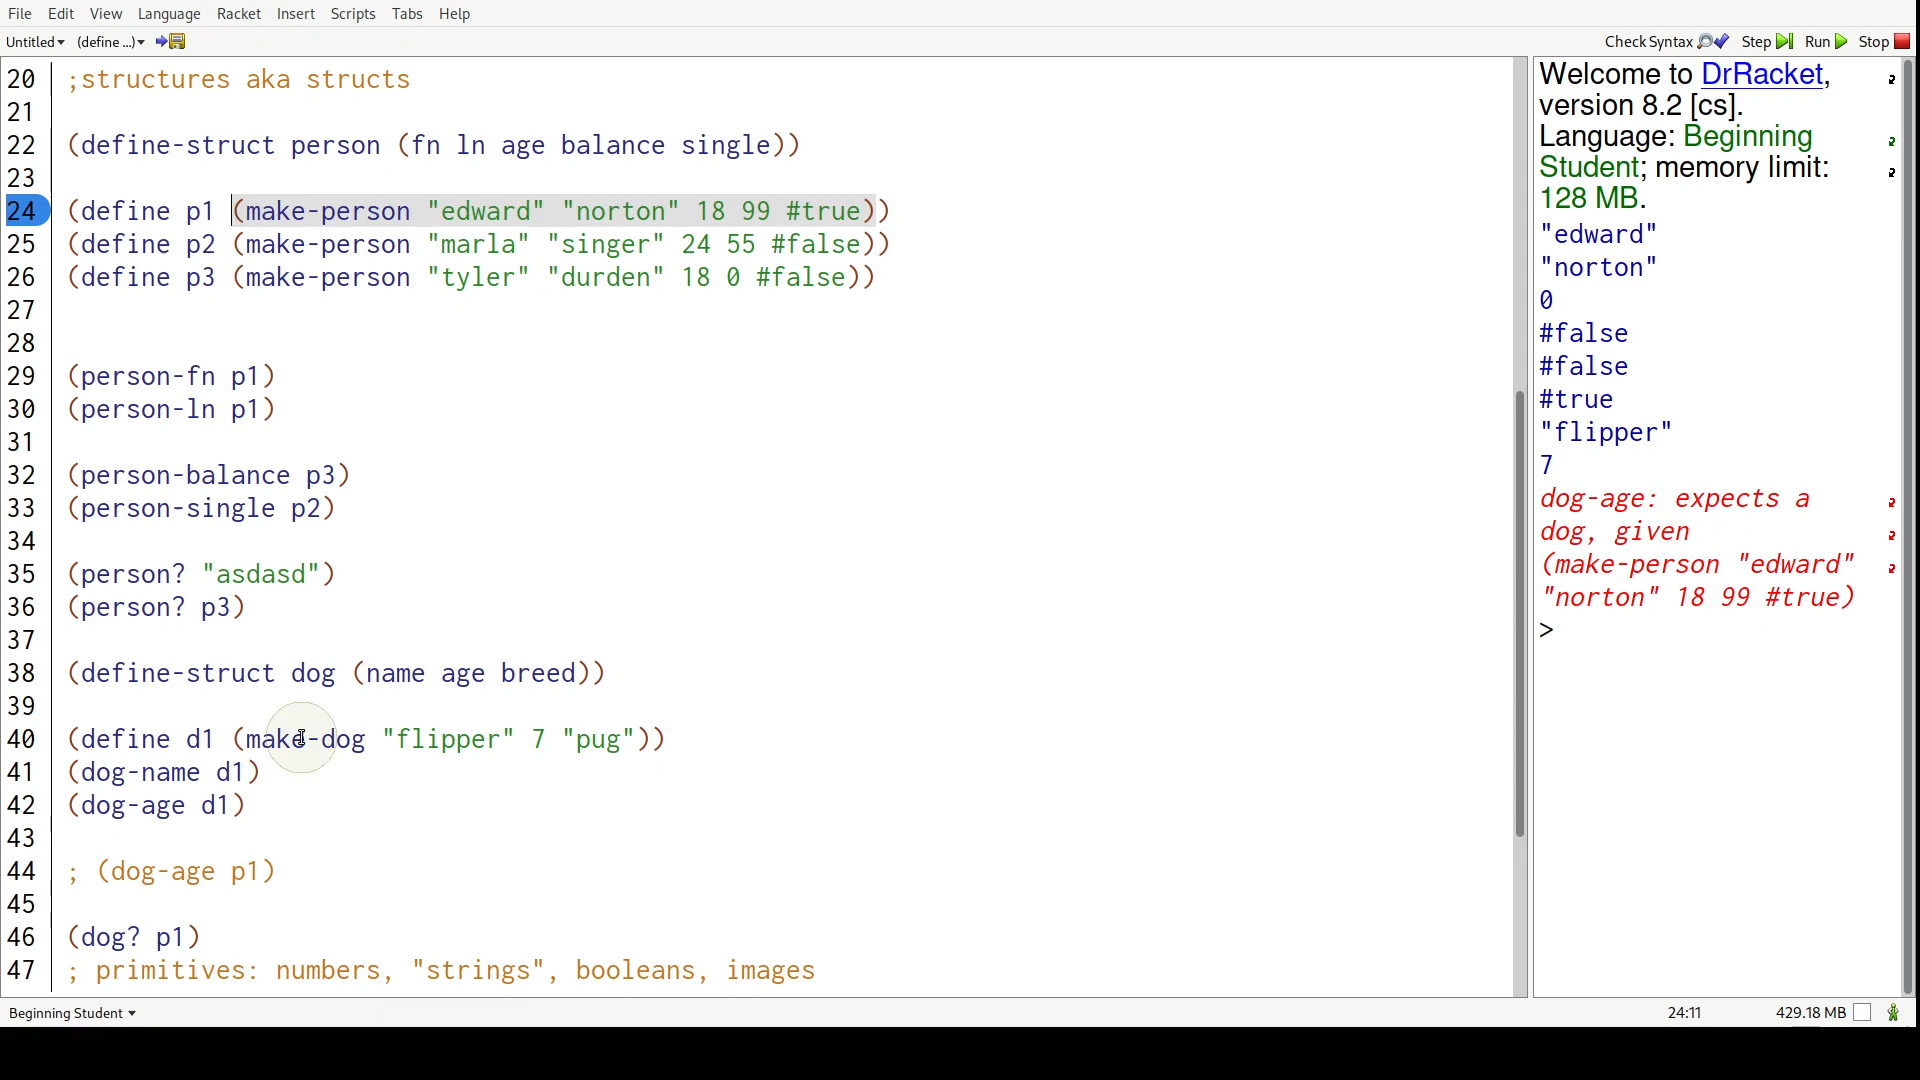 File Edit View Language Racket Insert Scripts Tabs Help
Untitled (define ...) Check Syntax Step Run Stop
20 ;structures aka structs
21
22 (define-struct person (fn ln age balance single))
23
24 (define p1 (make-person "edward" "norton" 18 99 #true))
25 (define p2 (make-person "marla" "singer" 24 55 #false))
26 (define p3 (make-person "tyler" "durden" 18 0 #false))
27
28
29 (person-fn p1)
30 (person-ln p1)
31
32 (person-balance p3)
33 (person-single p2)
34
35 (person? "asdasd")
36 (person? p3)
37
38 (define-struct dog (name age breed))
39
40 (define d1 (make-dog "flipper" 7 "pug"))
41 (dog-name d1)
42 (dog-age d1)
43
44 ; (dog-age p1)
45
46 (dog? p1)
47 ; primitives: numbers, "strings", booleans, images
Welcome to DrRacket,
version 8.2 [cs].
Language: Beginning
Student; memory limit:
128 MB.
"edward"
"norton"
0
#false
#false
#true
"flipper"
7
dog-age: expects a
dog, given
(make-person "edward"
"norton" 18 99 #true)
>
Beginning Student 24:11 429.18 MB